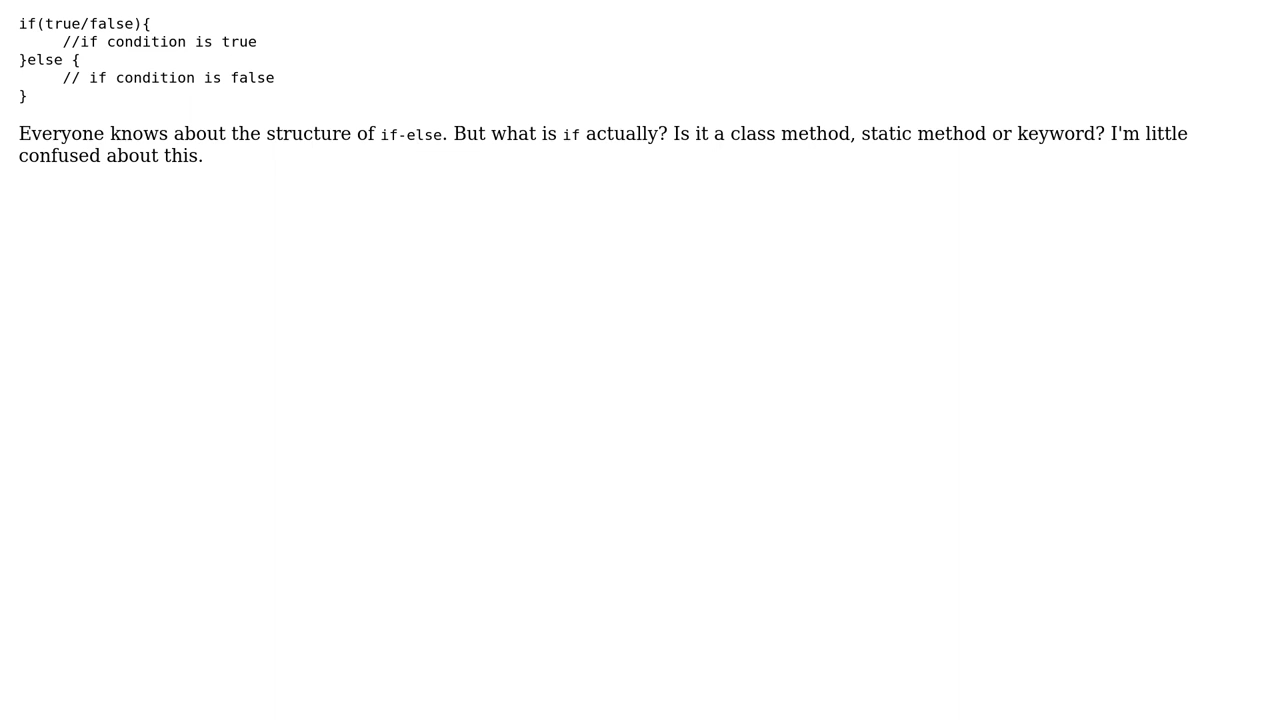 if(true/false){
     //if condition is true
}else {
     // if condition is false
}
Everyone knows about the structure of if-else. But what is if actually? Is it a class method, static method or keyword? I'm little
confused about this.